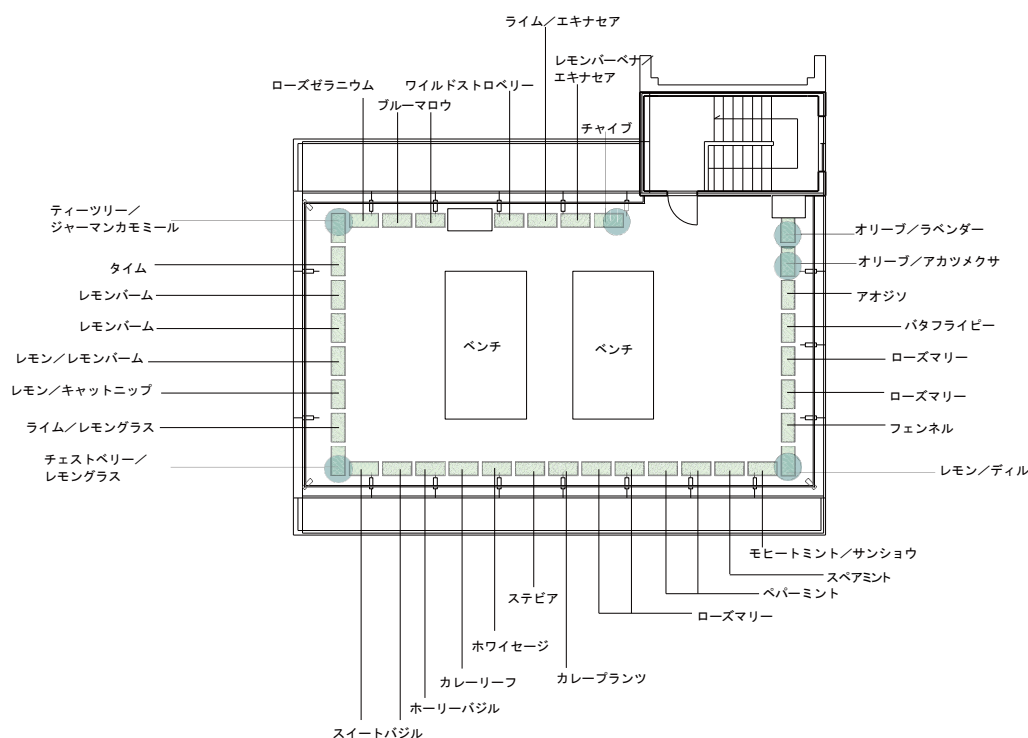 ライム／エキナセア
レモンバーベナ／
エキナセア
ローズゼラニウム
ワイルドストロベリー
ブルーマロウ
チャイブ
ティーツリー／
ジャーマンカモミール
オリーブ／ラベンダー
オリーブ／アカツメクサ
タイム
レモンバーム
アオジソ
レモンバーム
バタフライピー
ベンチ
ベンチ
レモン／レモンバーム
ローズマリー
レモン／キャットニップ
ローズマリー
ライム／レモングラス
フェンネル
チェストベリー／
レモングラス
レモン／ディル
モヒートミント／サンショウ
スペアミント
ペパーミント
ステビア
ローズマリー
ホワイセージ
カレーリーフ
カレープランツ
ホーリーバジル
スイートバジル